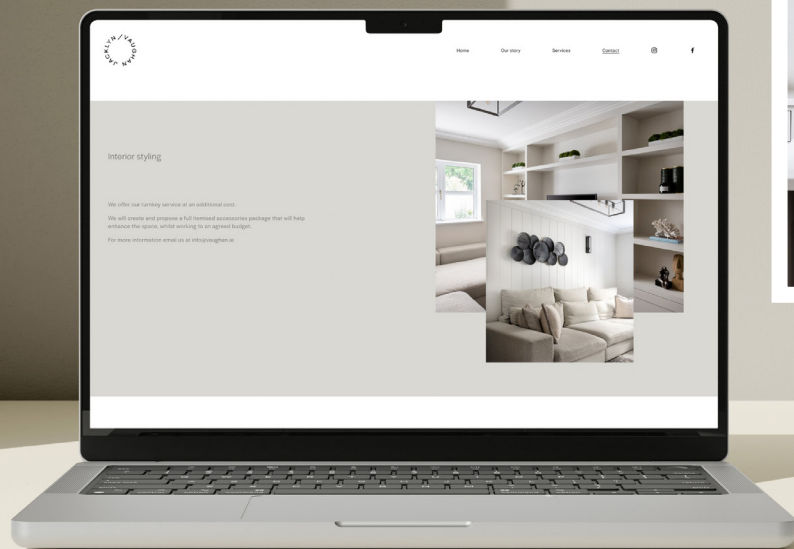 JACKLYN / VAUGHAN
Home
Our story
Services
Contact
Interior styling
We offer our turnkey service at an additional cost.
We will create and propose a full itemised accessories package that will help
enhance the space, whilst working to an agreed budget.
For more information email us at info@vaughan.ie